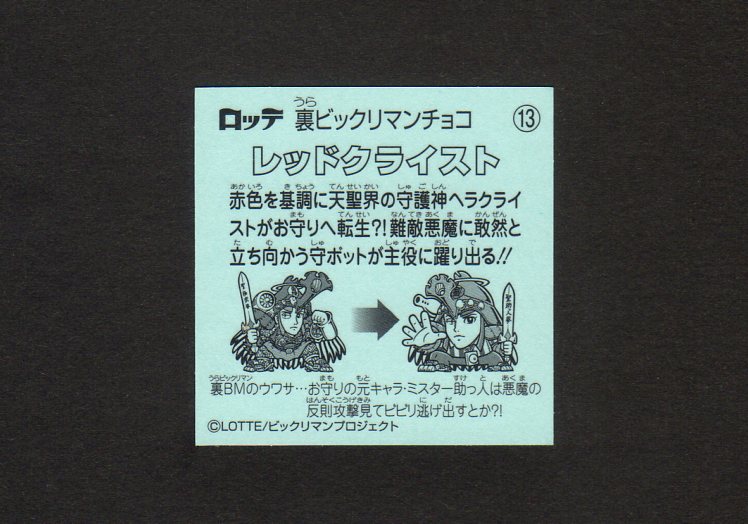 ロッテ 裏ビックリマンチョコ ⑬
レッドクライスト
赤色を基調に天聖界の守護神ヘラクライ
ストがお守りへ転生?!難敵悪魔に敢然と
立ち向かう守ボットが主役に躍り出る!!
裏BMのウワサ…お守りの元キャラ・ミスター助っ人は悪魔の
反則攻撃見てビビり逃げ出すとか?!
©LOTTE/ビックリマンプロジェクト